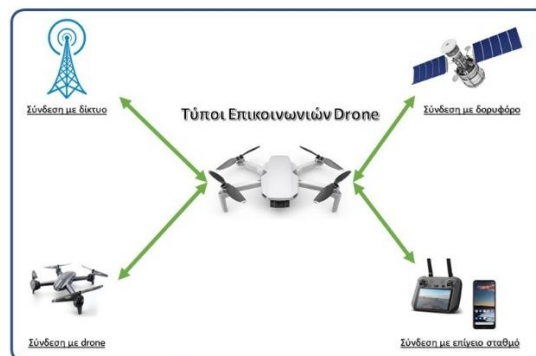 Τύποι Επικοινωνιών Drone
Σύνδεση με δίκτυο
Σύνδεση με δορυφόρο
Σύνδεση με drone
Σύνδεση με επίγειο σταθμό